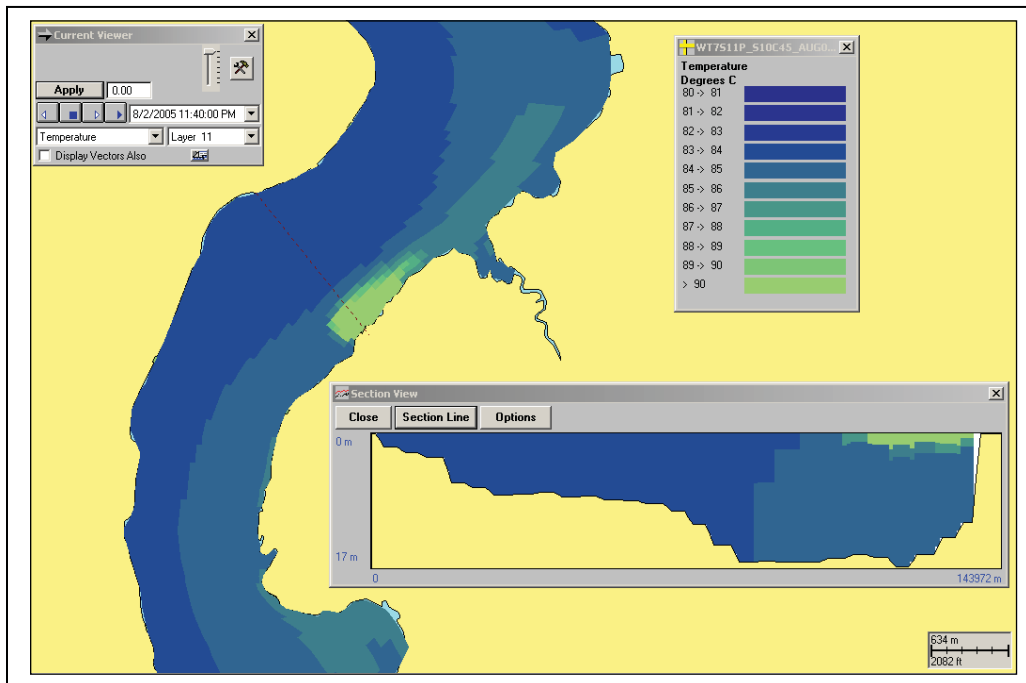 Current Viewer
Apply 0.00
8/2/2005 11:40:00 PM
Temperature Layer 11
Display Vectors Also
WT7S11P_S10C45_AUG0...
Temperature
Degrees C
80 -> 81
81 -> 82
82 -> 83
83 -> 84
84 -> 85
85 -> 86
86 -> 87
87 -> 88
88 -> 89
89 -> 90
> 90
Section View
Close Section Line Options
0 m
17 m
0 143972 m
634 m
2082 ft